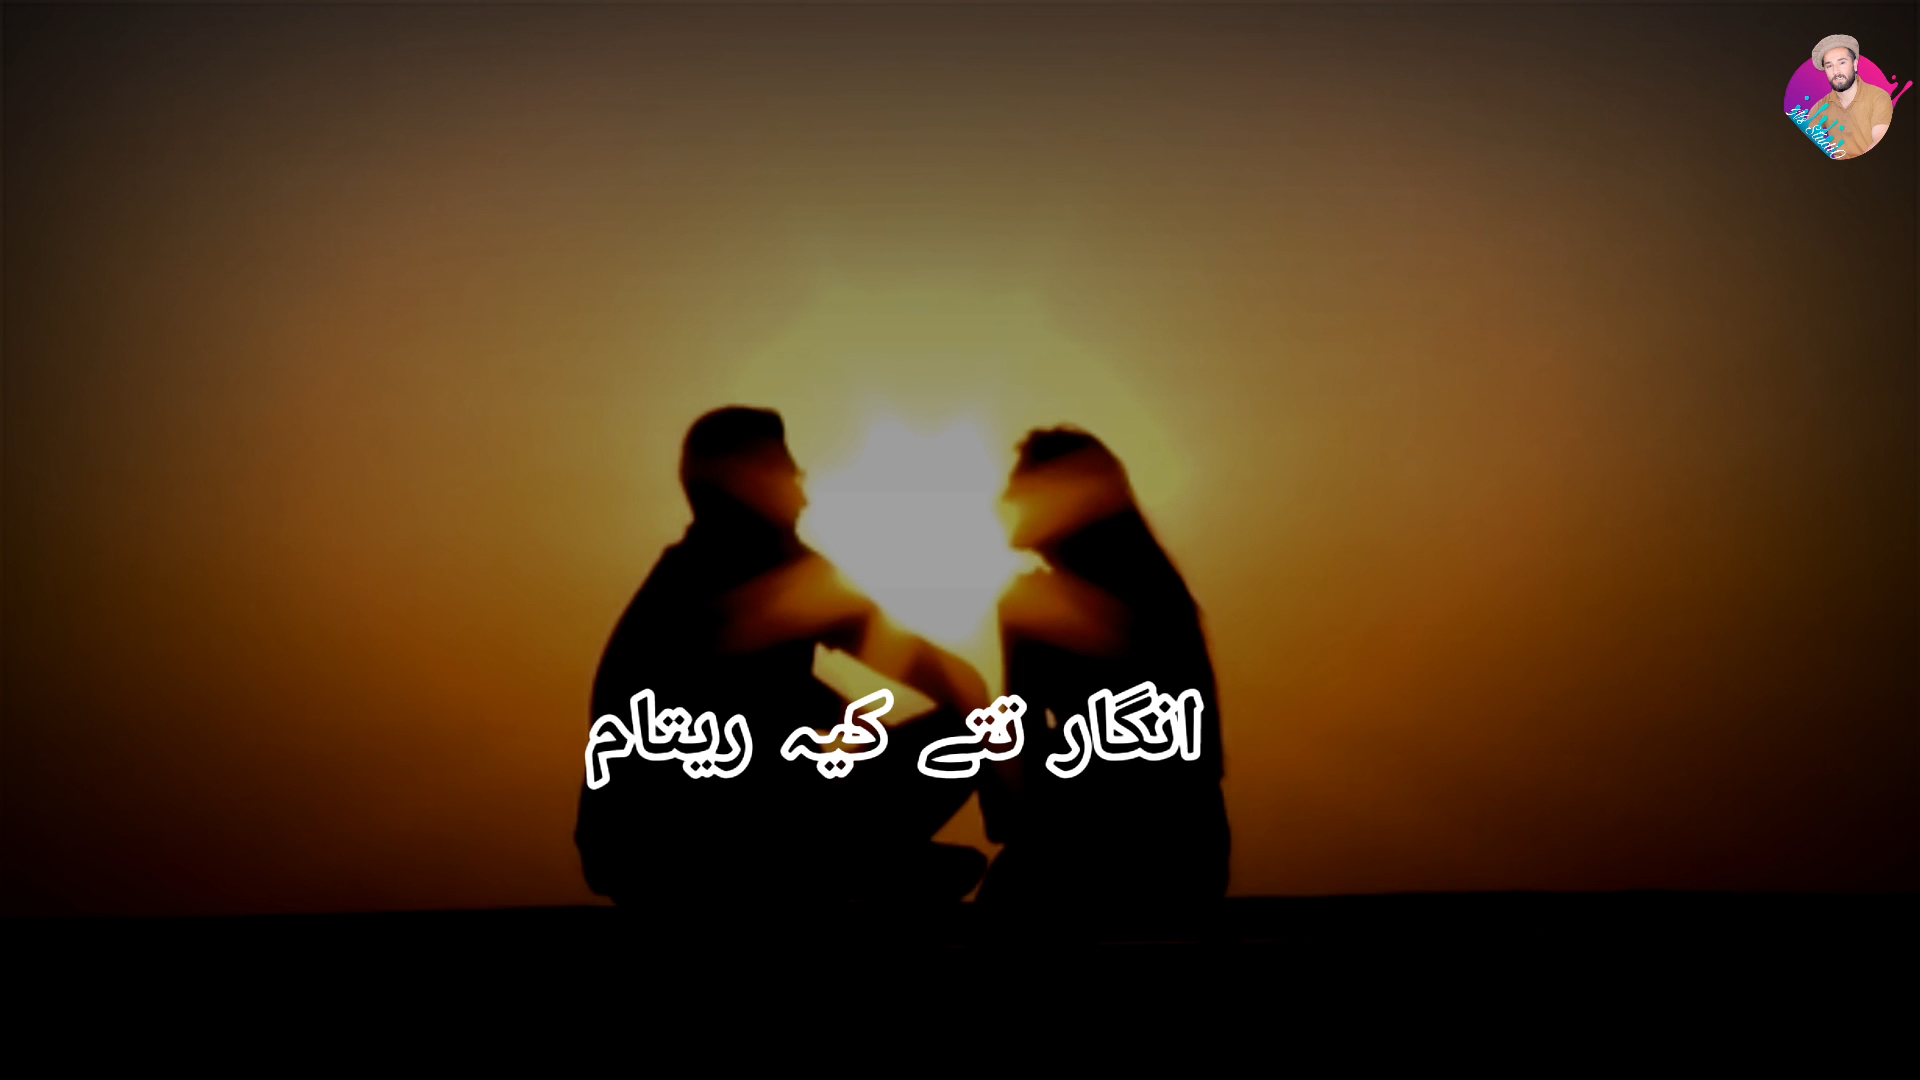 انگار تتے کیہ ریتام